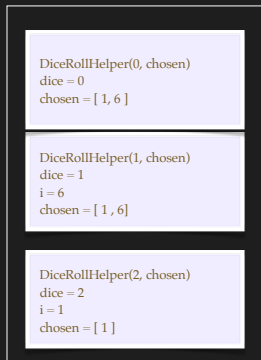 DiceRollHelper(0, chosen)
dice = 0
chosen = [ 1, 6 ]
DiceRollHelper(1, chosen)
dice = 1
i = 6
chosen = [ 1 , 6]
DiceRollHelper(2, chosen)
dice = 2
i = 1
chosen = [ 1 ]